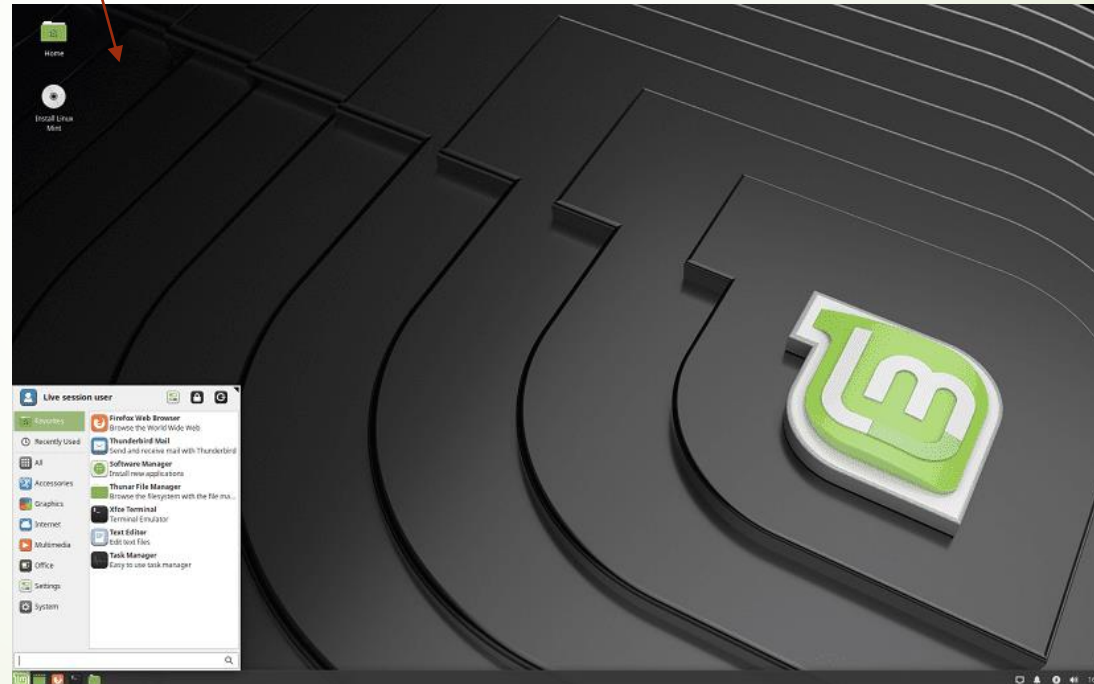 Home
Install Linux
Mint
lm
Live session user
Favorites
Recently Used
All
Accessories
Graphics
Internet
Multimedia
Office
Settings
System
Firefox Web Browser
Browse the World Wide Web
Thunderbird Mail
Send and receive mail with Thunderbird
Software Manager
Install new applications
Thunar File Manager
Browse the filesystem with the file ma...
Xfce Terminal
Terminal Emulator
Text Editor
Edit text files
Task Manager
Easy to use task manager